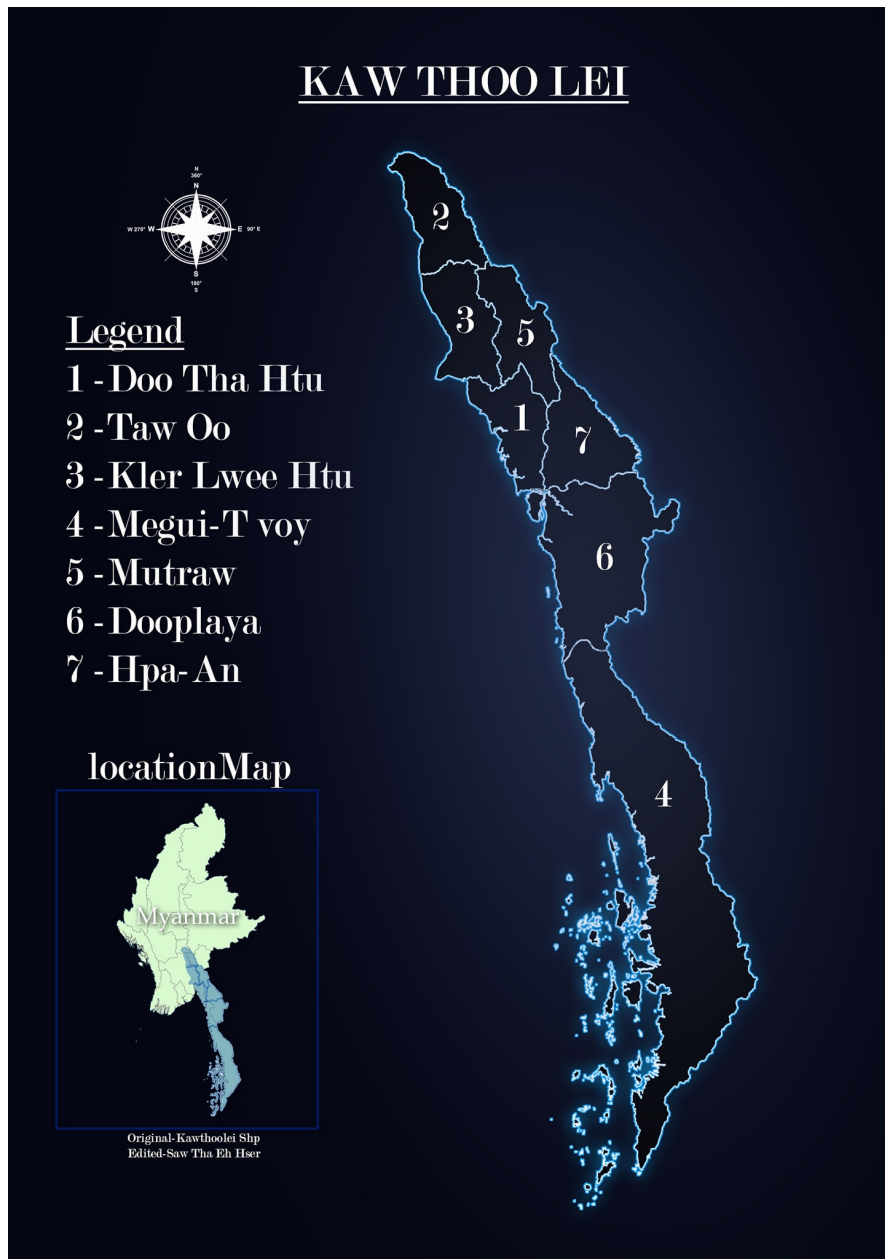 KAW THOO LEI
N
360°
N
W 270° W E 90° E
S
180°
S
2
3
5
1
7
6
4
Legend
1 -Doo Tha Htu
2 -Taw Oo
3 -Kler Lwee Htu
4 -Megui-T voy
5 -Mutraw
6 -Dooplaya
7 -Hpa-An
locationMap
Myanmar
Original-Kawthoolei Shp
Edited-Saw Tha Eh Hser